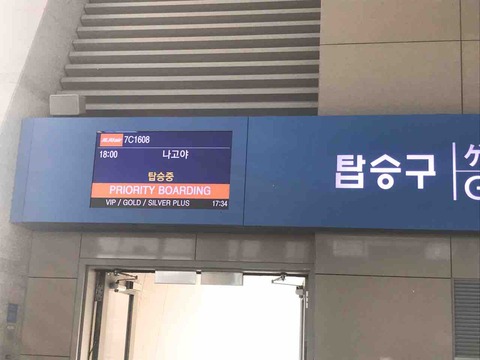 JEJUair 7C1608
18:00 나고야
탑승중
PRIORITY BOARDING
VIP / GOLD / SILVER PLUS 17:34
탑승구